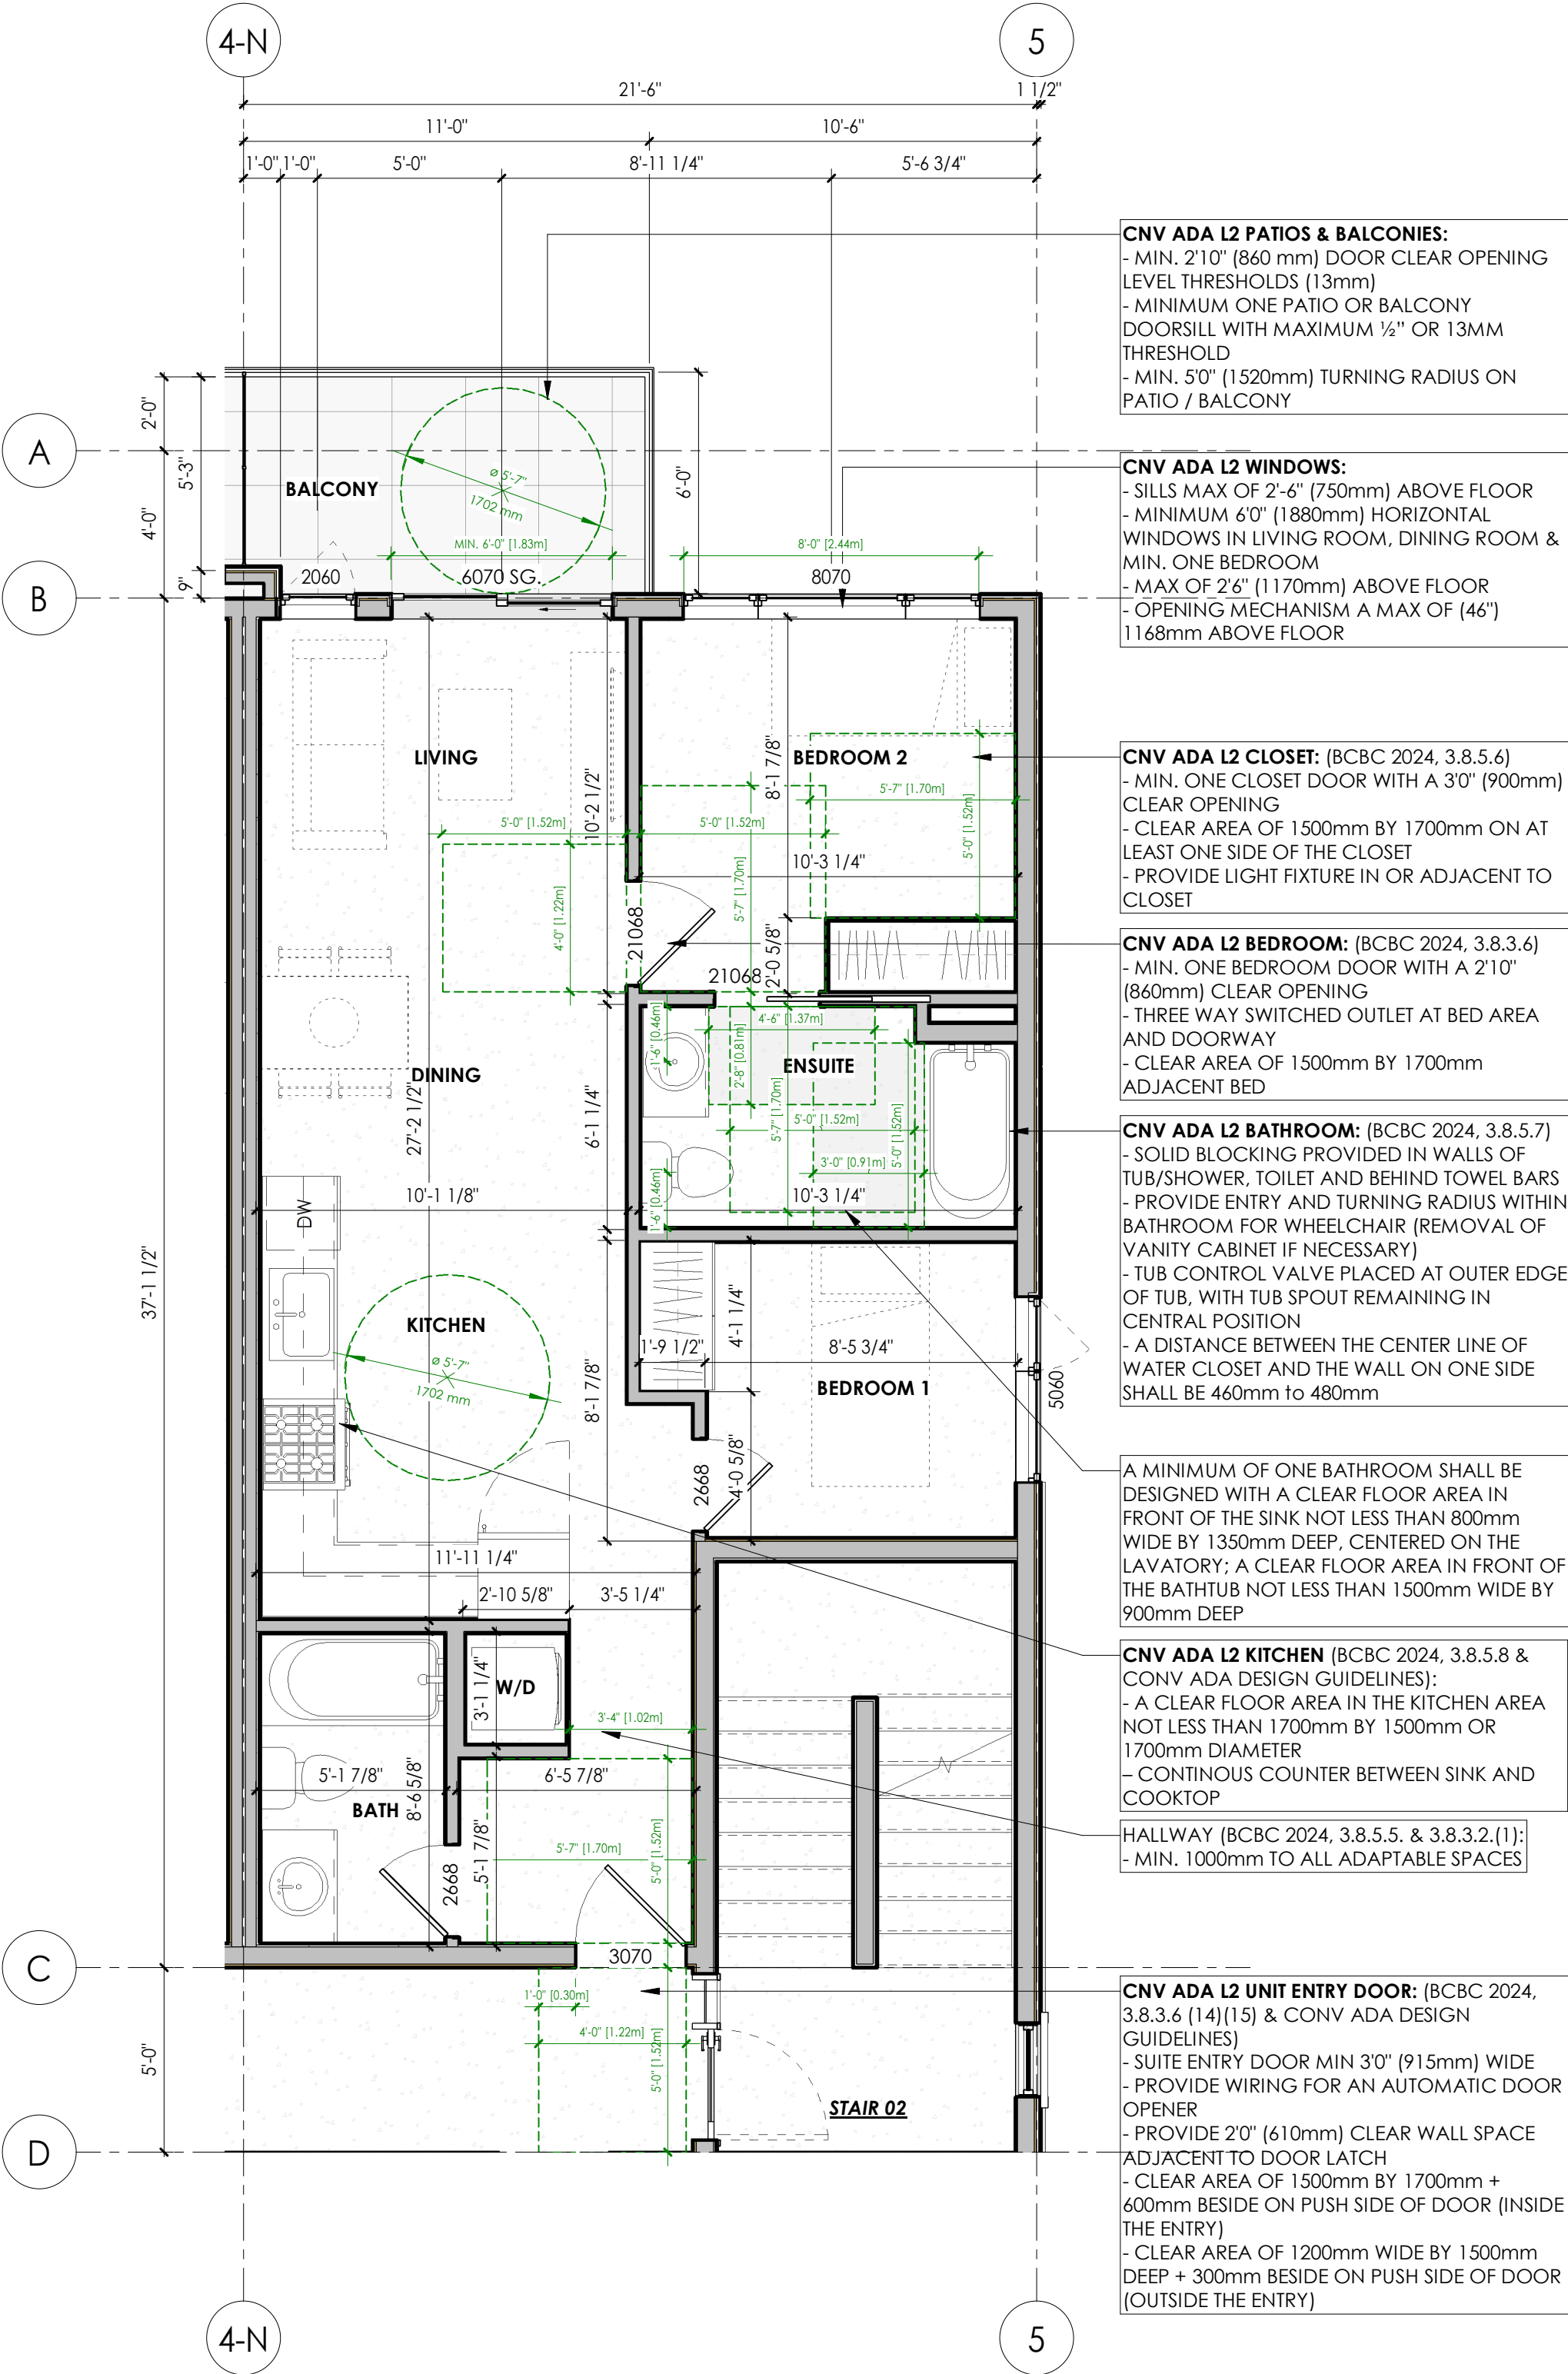 4-N
5
21'-6"
1 1/2"
11'-0"
10'-6"
1'-0"
1'-0"
5'-0"
8'-11 1/4"
5'-6 3/4"
CNV ADA L2 PATIOS & BALCONIES:
- MIN. 2'10" (860 mm) DOOR CLEAR OPENING
LEVEL THRESHOLDS (13mm)
- MINIMUM ONE PATIO OR BALCONY
DOORSILL WITH MAXIMUM ½" OR 13MM
THRESHOLD
- MIN. 5'0" (1520mm) TURNING RADIUS ON
PATIO / BALCONY
2'-0"
A
5'-3"
4'-0"
9"
B
BALCONY
ø 5'-7"
1702 mm
6'-0"
MIN. 6'-0" [1.83m]
8'-0" [2.44m]
2060
6070 SG.
8070
CNV ADA L2 WINDOWS:
- SILLS MAX OF 2'-6" (750mm) ABOVE FLOOR
- MINIMUM 6'0" (1880mm) HORIZONTAL
WINDOWS IN LIVING ROOM, DINING ROOM &
MIN. ONE BEDROOM
- MAX OF 2'6" (1170mm) ABOVE FLOOR
- OPENING MECHANISM A MAX OF (46")
1168mm ABOVE FLOOR
LIVING
BEDROOM 2
8'-1 7/8"
10'-2 1/2"
5'-7" [1.70m]
5'-0" [1.52m]
5'-0" [1.52m]
5'-0" [1.52m]
10'-3 1/4"
5'-7" [1.70m]
4'-0" [1.22m]
21068
21068
2'-0 5/8"
CNV ADA L2 CLOSET: (BCBC 2024, 3.8.5.6)
- MIN. ONE CLOSET DOOR WITH A 3'0" (900mm)
CLEAR OPENING
- CLEAR AREA OF 1500mm BY 1700mm ON AT
LEAST ONE SIDE OF THE CLOSET
- PROVIDE LIGHT FIXTURE IN OR ADJACENT TO
CLOSET
CNV ADA L2 BEDROOM: (BCBC 2024, 3.8.3.6)
- MIN. ONE BEDROOM DOOR WITH A 2'10"
(860mm) CLEAR OPENING
- THREE WAY SWITCHED OUTLET AT BED AREA
AND DOORWAY
- CLEAR AREA OF 1500mm BY 1700mm
ADJACENT BED
DINING
27'-2 1/2"
6'-1 1/4"
1'-6" [0.46m]
4'-6" [1.37m]
2'-8" [0.81m]
ENSUITE
5'-7" [1.70m]
5'-0" [1.52m]
5'-0" [1.52m]
3'-0" [0.91m]
1'-6" [0.46m]
10'-1 1/8"
10'-3 1/4"
DW
CNV ADA L2 BATHROOM: (BCBC 2024, 3.8.5.7)
- SOLID BLOCKING PROVIDED IN WALLS OF
TUB/SHOWER, TOILET AND BEHIND TOWEL BARS
- PROVIDE ENTRY AND TURNING RADIUS WITHIN
BATHROOM FOR WHEELCHAIR (REMOVAL OF
VANITY CABINET IF NECESSARY)
- TUB CONTROL VALVE PLACED AT OUTER EDGE
OF TUB, WITH TUB SPOUT REMAINING IN
CENTRAL POSITION
- A DISTANCE BETWEEN THE CENTER LINE OF
WATER CLOSET AND THE WALL ON ONE SIDE
SHALL BE 460mm to 480mm
37'-1 1/2"
KITCHEN
ø 5'-7"
1702 mm
8'-1 7/8"
4'-1 1/4"
1'-9 1/2"
8'-5 3/4"
BEDROOM 1
5060
2668
4'-0 5/8"
A MINIMUM OF ONE BATHROOM SHALL BE
DESIGNED WITH A CLEAR FLOOR AREA IN
FRONT OF THE SINK NOT LESS THAN 800mm
WIDE BY 1350mm DEEP, CENTERED ON THE
LAVATORY; A CLEAR FLOOR AREA IN FRONT OF
THE BATHTUB NOT LESS THAN 1500mm WIDE BY
900mm DEEP
11'-11 1/4"
2'-10 5/8"
3'-5 1/4"
3'-1 1/4"
W/D
3'-4" [1.02m]
5'-1 7/8"
8'-6 5/8"
6'-5 7/8"
BATH
5'-1 7/8"
5'-7" [1.70m]
5'-0" [1.52m]
2668
CNV ADA L2 KITCHEN (BCBC 2024, 3.8.5.8 &
CONV ADA DESIGN GUIDELINES):
- A CLEAR FLOOR AREA IN THE KITCHEN AREA
NOT LESS THAN 1700mm BY 1500mm OR
1700mm DIAMETER
– CONTINOUS COUNTER BETWEEN SINK AND
COOKTOP
HALLWAY (BCBC 2024, 3.8.5.5. & 3.8.3.2.(1):
- MIN. 1000mm TO ALL ADAPTABLE SPACES
C
3070
1'-0" [0.30m]
4'-0" [1.22m]
5'-0" [1.52m]
5'-0"
STAIR 02
D
CNV ADA L2 UNIT ENTRY DOOR: (BCBC 2024,
3.8.3.6 (14)(15) & CONV ADA DESIGN
GUIDELINES)
- SUITE ENTRY DOOR MIN 3'0" (915mm) WIDE
- PROVIDE WIRING FOR AN AUTOMATIC DOOR
OPENER
- PROVIDE 2'0" (610mm) CLEAR WALL SPACE
ADJACENT TO DOOR LATCH
- CLEAR AREA OF 1500mm BY 1700mm +
600mm BESIDE ON PUSH SIDE OF DOOR (INSIDE
THE ENTRY)
- CLEAR AREA OF 1200mm WIDE BY 1500mm
DEEP + 300mm BESIDE ON PUSH SIDE OF DOOR
(OUTSIDE THE ENTRY)
4-N
5